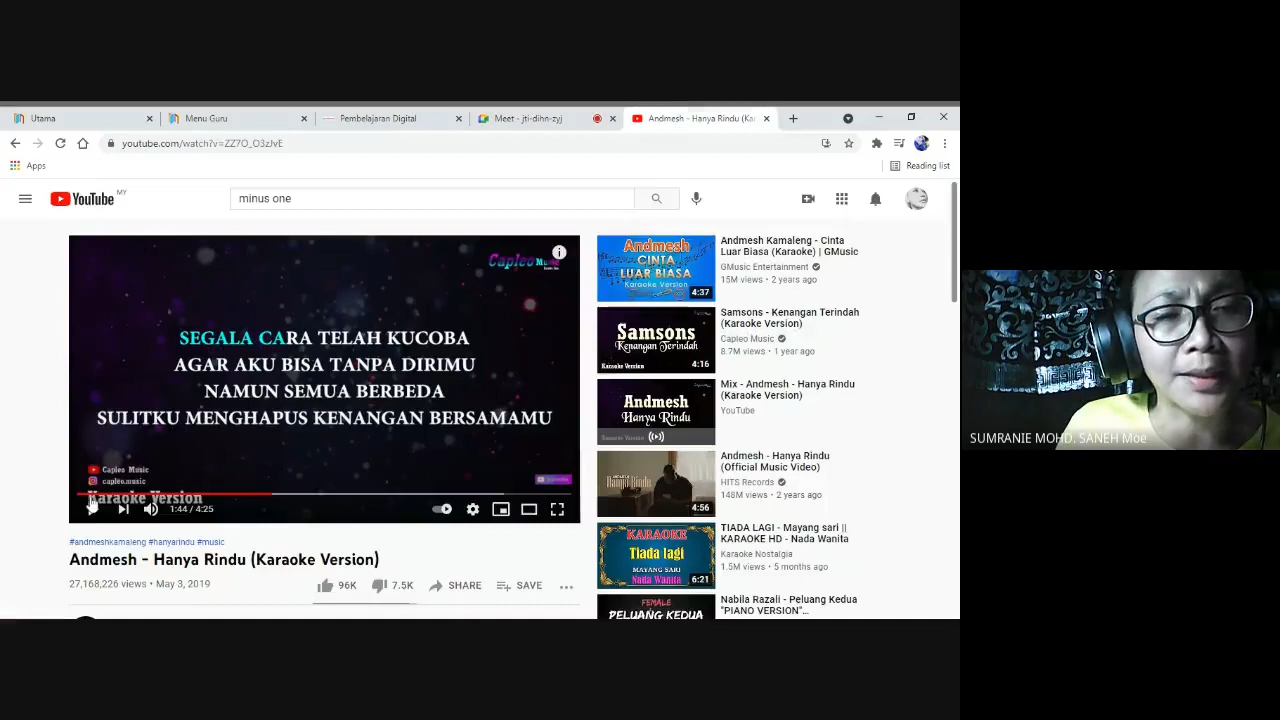 Utama
Menu Guru
Pembelajaran Digital
Meet - jti-dihn-zyj
Andmesh - Hanya Rindu (Ka
youtube.com/watch?v=ZZ7O_O3zJvE
Apps
Reading list
YouTube MY
minus one
Capleo Music
SEGALA CARA TELAH KUCOBA
AGAR AKU BISA TANPA DIRIMU
NAMUN SEMUA BERBEDA
SULITKU MENGHAPUS KENANGAN BERSAMAMU
Capleo Music
capleo.music
Karaoke Version
1:44 / 4:25
#andmeshkamaleng #hanyarindu #music
Andmesh - Hanya Rindu (Karaoke Version)
27,168,226 views • May 3, 2019
96K
7.5K
SHARE
SAVE
Andmesh
CINTA
LUAR BIASA
Karaoke Version
4:37
Andmesh Kamaleng - Cinta
Luar Biasa (Karaoke) | GMusic
GMusic Entertainment
15M views • 2 years ago
Samsons
Kenangan Terindah
Karaoke Version
4:16
Samsons - Kenangan Terindah
(Karaoke Version)
Capleo Music
8.7M views • 1 year ago
Andmesh
Hanya Rindu
Karaoke Version
Mix - Andmesh - Hanya Rindu
(Karaoke Version)
YouTube
Hanya Rindu
4:56
Andmesh - Hanya Rindu
(Official Music Video)
HITS Records
148M views • 2 years ago
KARAOKE
Tiada lagi
MAYANG SARI
Nada Wanita
6:21
TIADA LAGI - Mayang sari ||
KARAOKE HD - Nada Wanita
Karaoke Nostalgia
1.5M views • 5 months ago
FEMALE
PELUANG KEDUA
Nabila Razali - Peluang Kedua
"PIANO VERSION"...
SUMRANIE MOHD. SANEH Moe